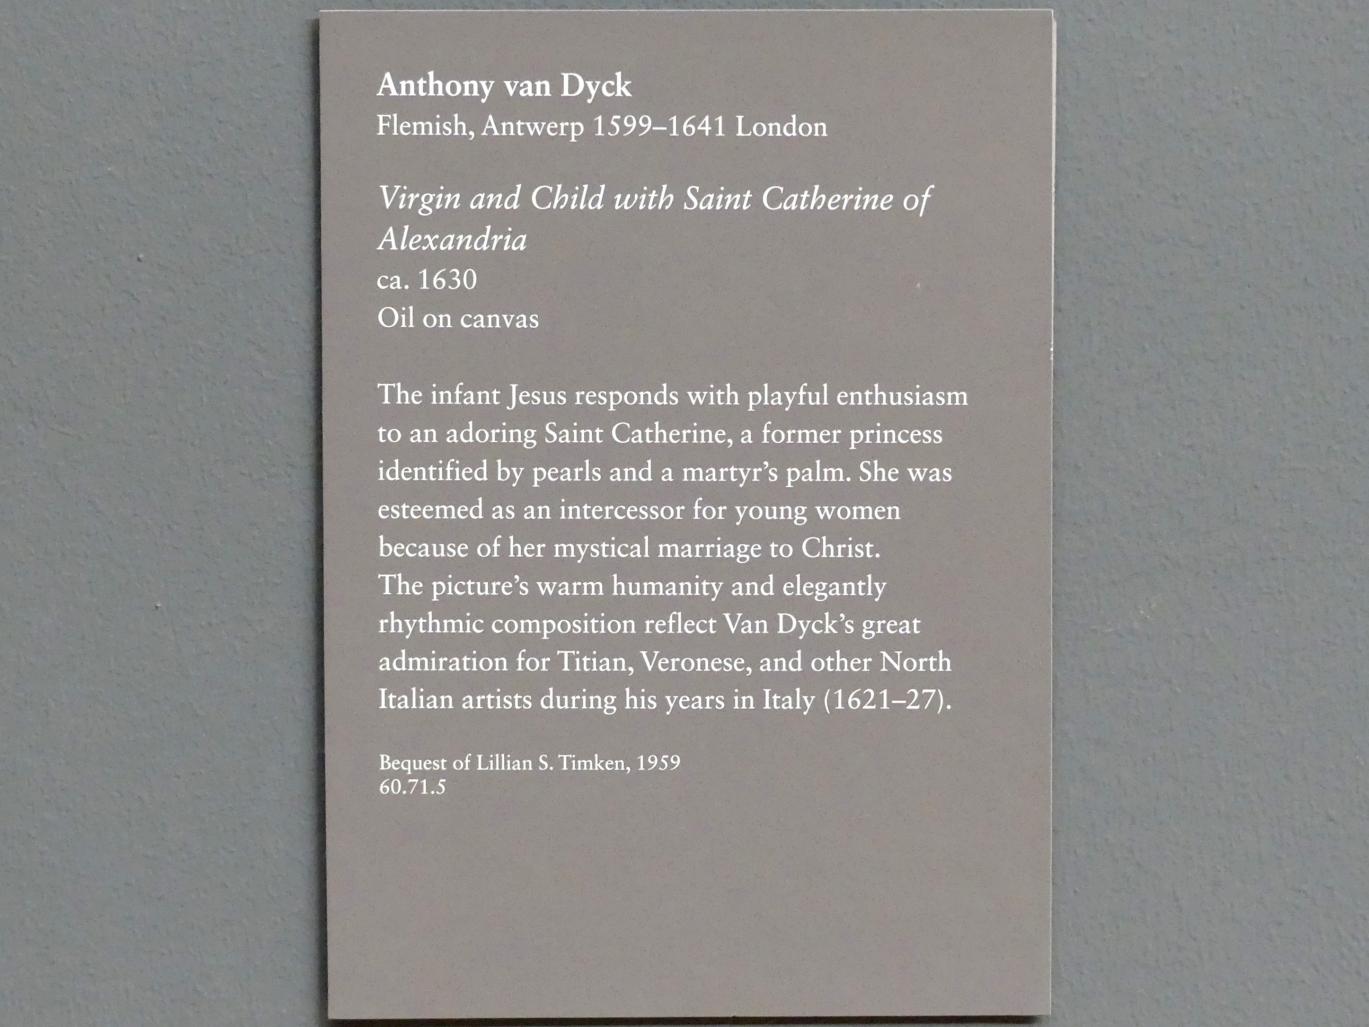 Anthony van Dyck
Flemish, Antwerp 1599–1641 London
Virgin and Child with Saint Catherine of
Alexandria
ca. 1630
Oil on canvas
The infant Jesus responds with playful enthusiasm
to an adoring Saint Catherine, a former princess
identified by pearls and a martyr’s palm. She was
esteemed as an intercessor for young women
because of her mystical marriage to Christ.
The picture’s warm humanity and elegantly
rhythmic composition reflect Van Dyck’s great
admiration for Titian, Veronese, and other North
Italian artists during his years in Italy (1621–27).
Bequest of Lillian S. Timken, 1959
60.71.5